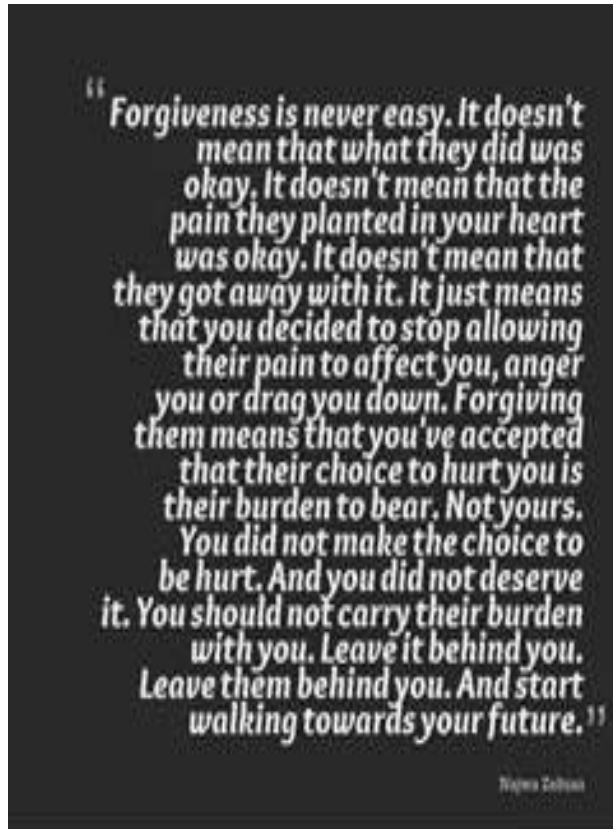 “Forgiveness is never easy. It doesn't
mean that what they did was
okay. It doesn't mean that the
pain they planted in your heart
was okay. It doesn't mean that
they got away with it. It just means
that you decided to stop allowing
their pain to affect you, anger
you or drag you down. Forgiving
them means that you've accepted
that their choice to hurt you is
their burden to bear. Not yours.
You did not make the choice to
be hurt. And you did not deserve
it. You should not carry their burden
with you. Leave it behind you.
Leave them behind you. And start
walking towards your future.”
Najwa Zebian